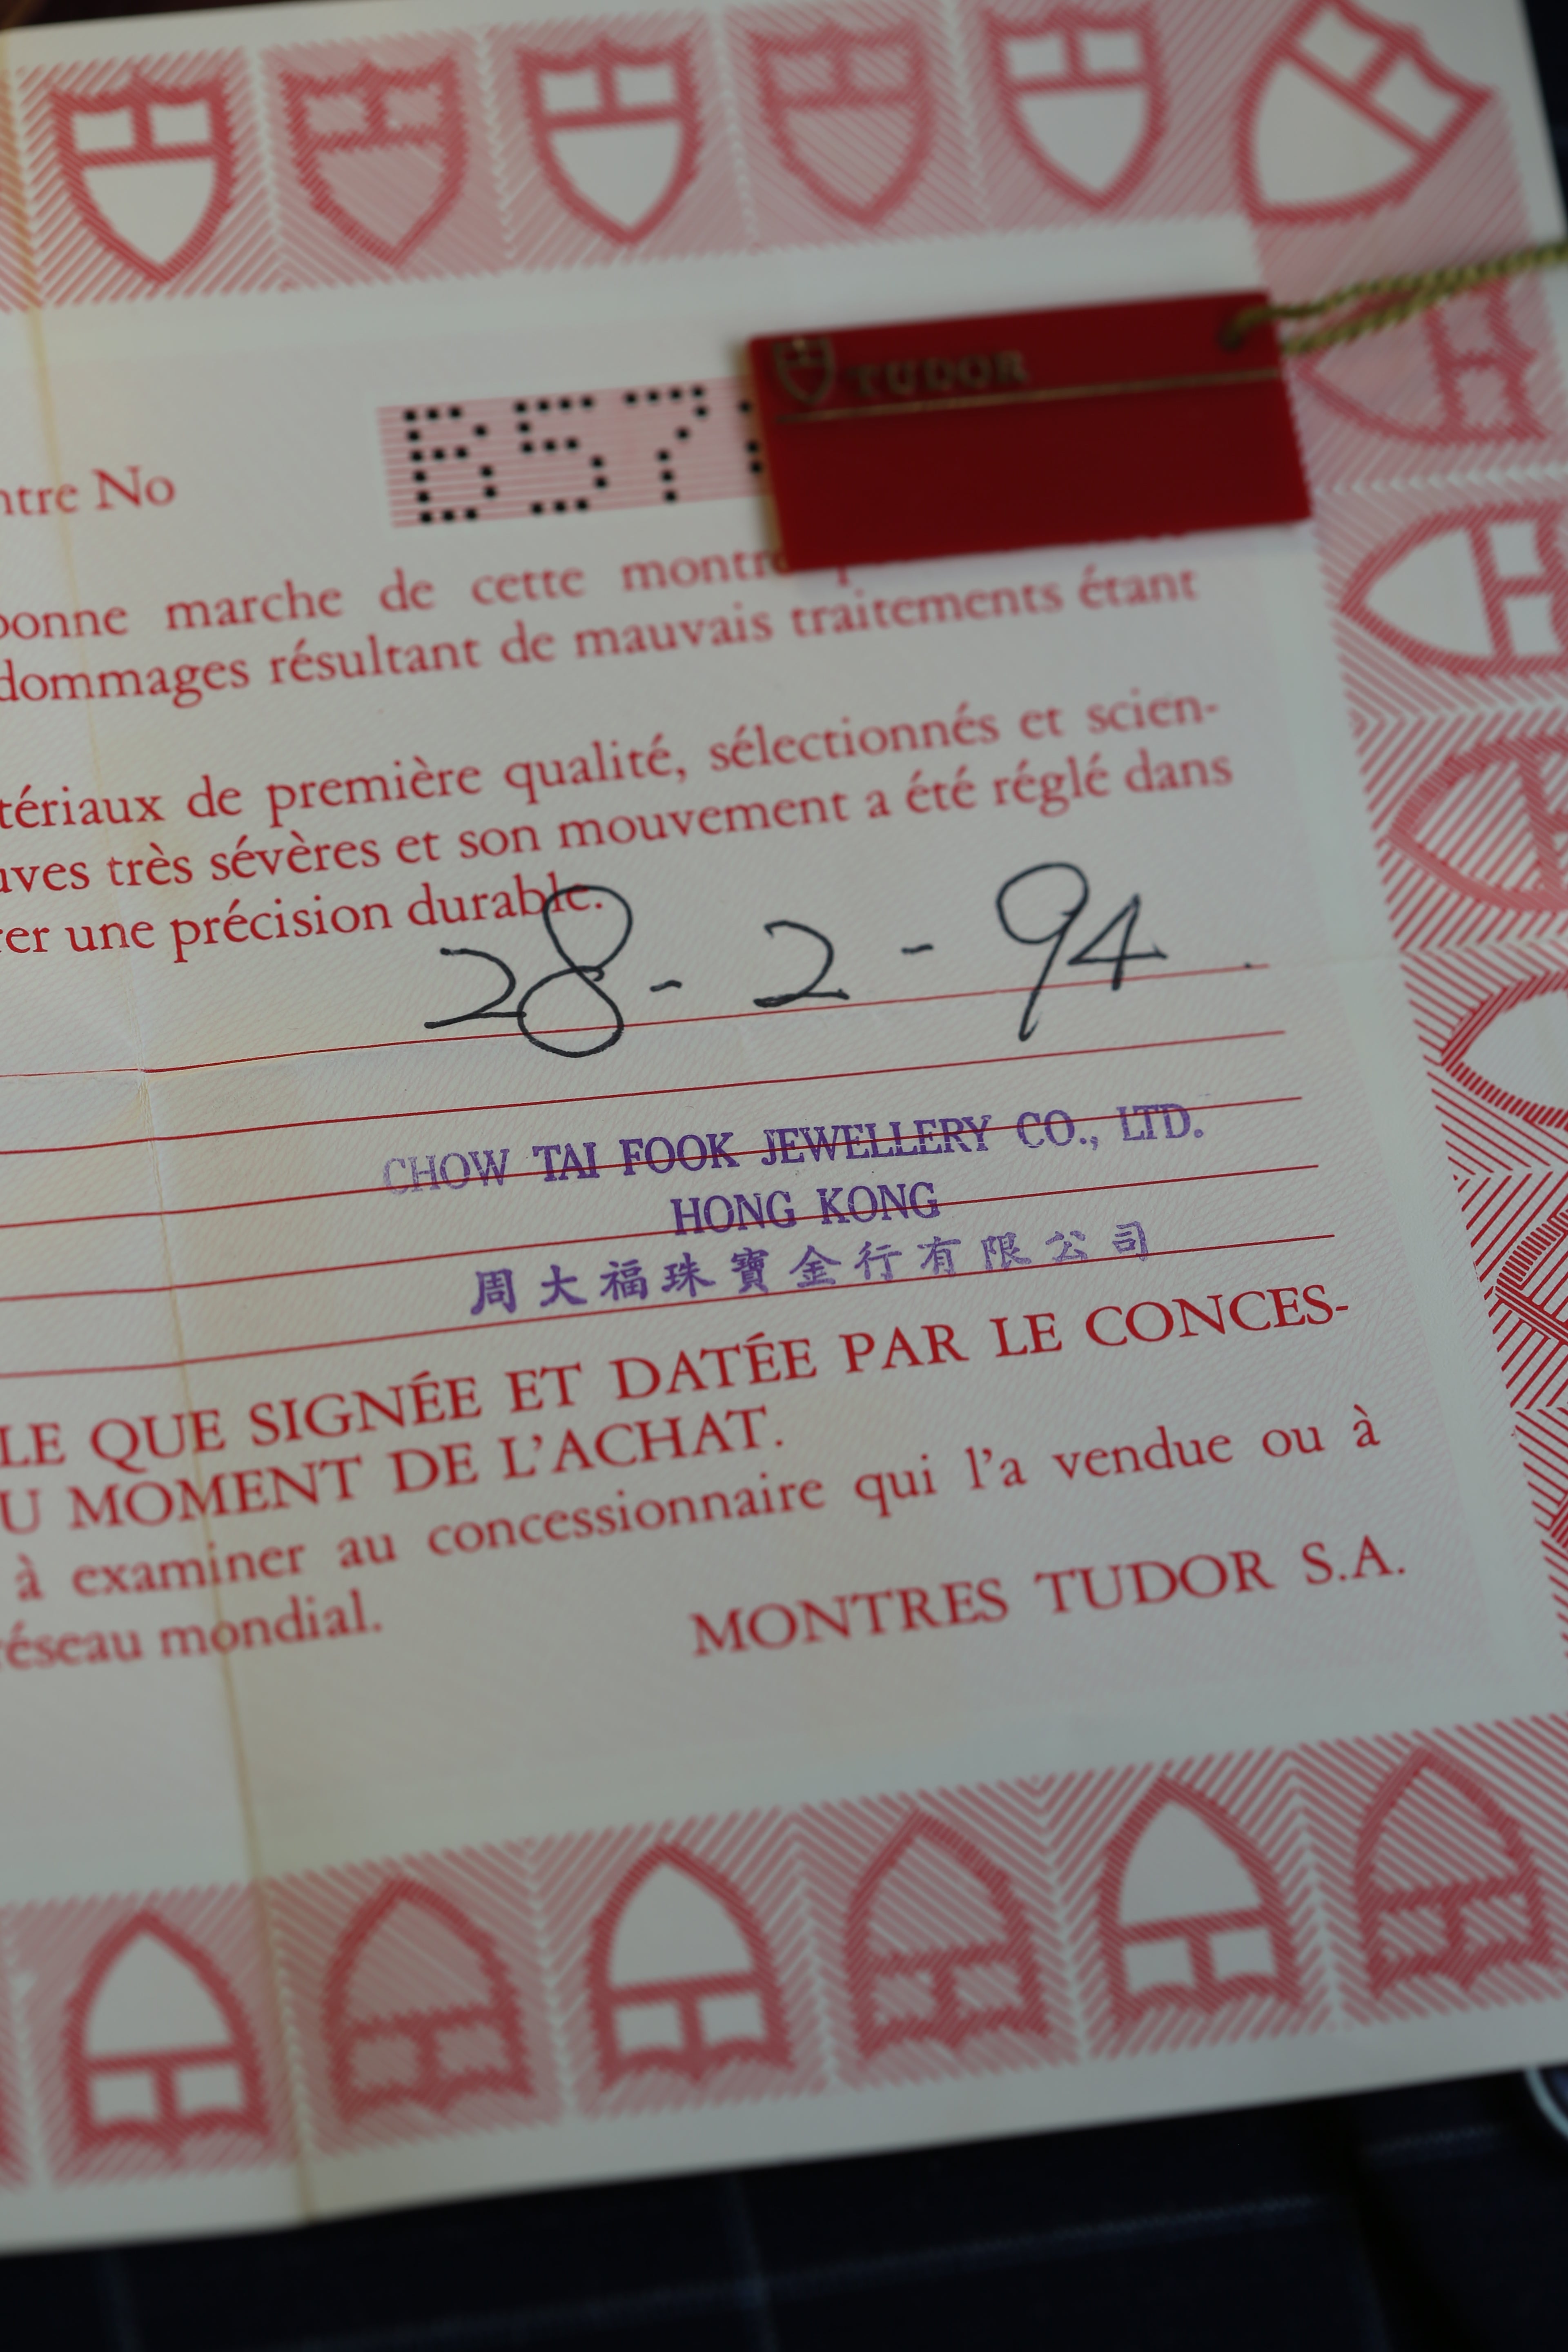 TUDOR
ntre No B57
bonne marche de cette montre
dommages résultant de mauvais traitements étant
tériaux de première qualité, sélectionnés et scien-
uves très sévères et son mouvement a été réglé dans
rer une précision durable.
28 - 2 - 94
CHOW TAI FOOK JEWELLERY CO., LTD.
HONG KONG
周大福珠寶金行有限公司
LE QUE SIGNÉE ET DATÉE PAR LE CONCES-
U MOMENT DE L'ACHAT.
à examiner au concessionnaire qui l'a vendue ou à
réseau mondial.
MONTRES TUDOR S.A.